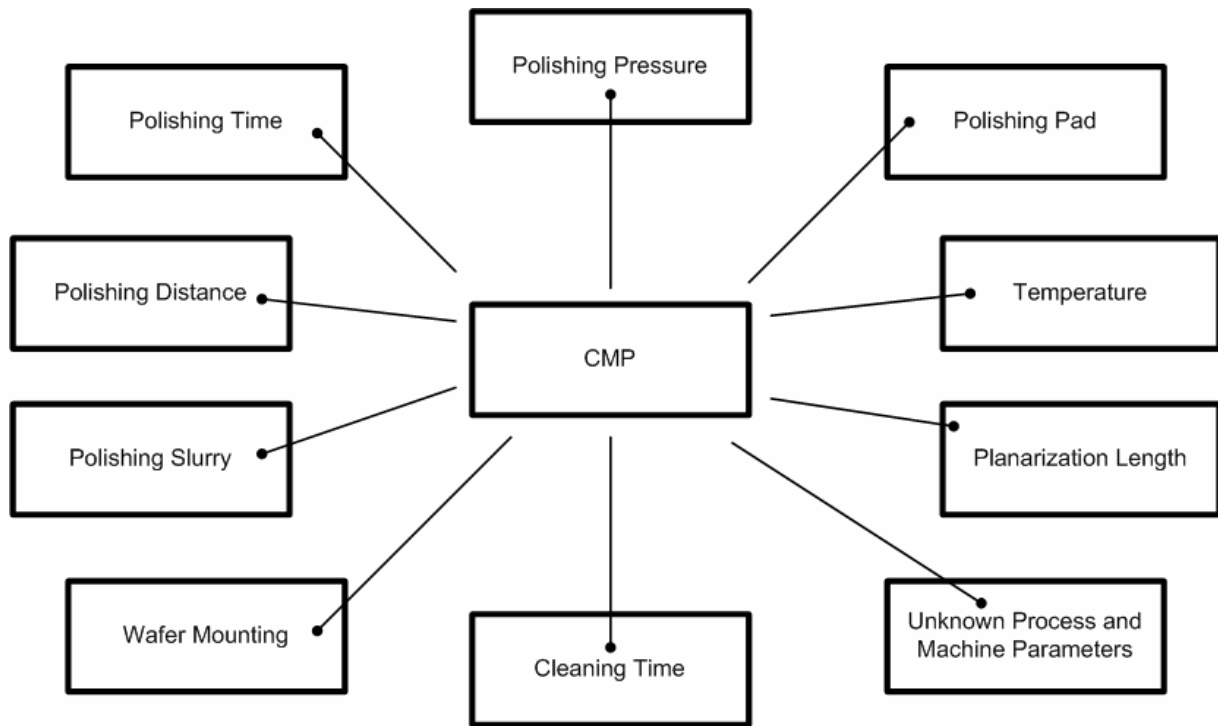 Polishing Pressure
Polishing Time
Polishing Pad
Polishing Distance
Temperature
CMP
Polishing Slurry
Planarization Length
Wafer Mounting
Cleaning Time
Unknown Process and
Machine Parameters